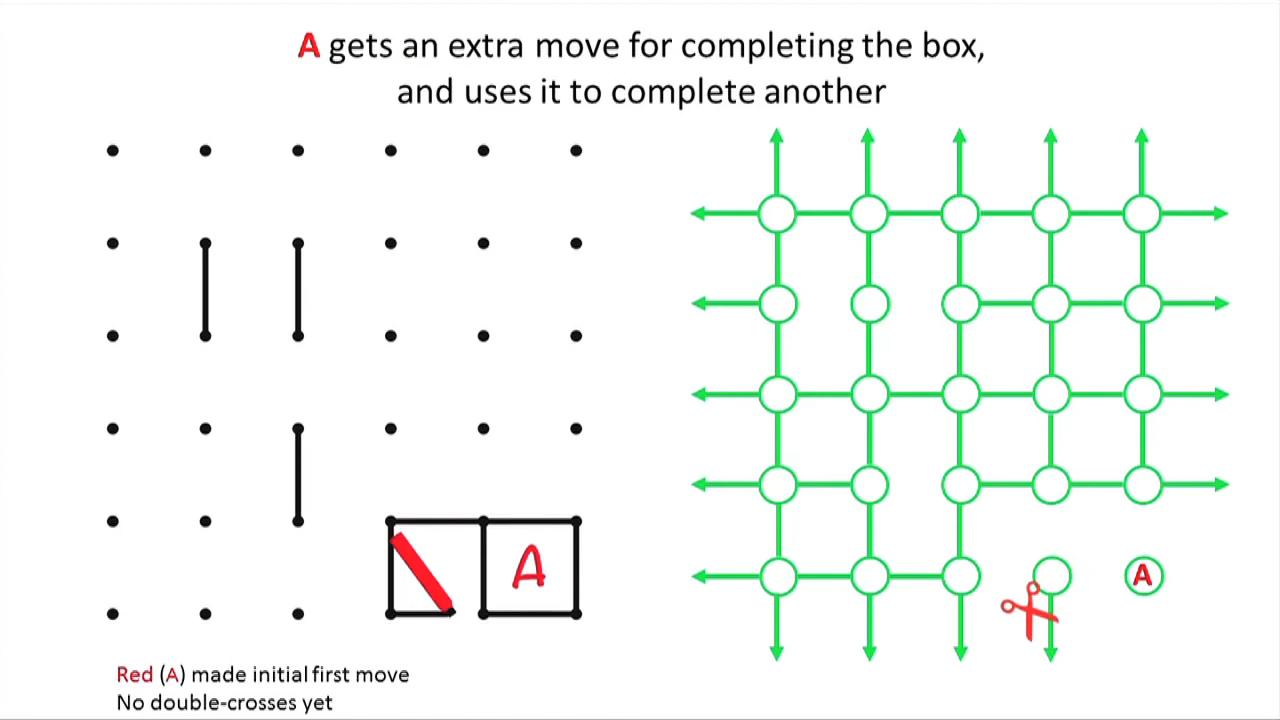 A gets an extra move for completing the box,
and uses it to complete another
A
A
Red (A) made initial first move
No double-crosses yet